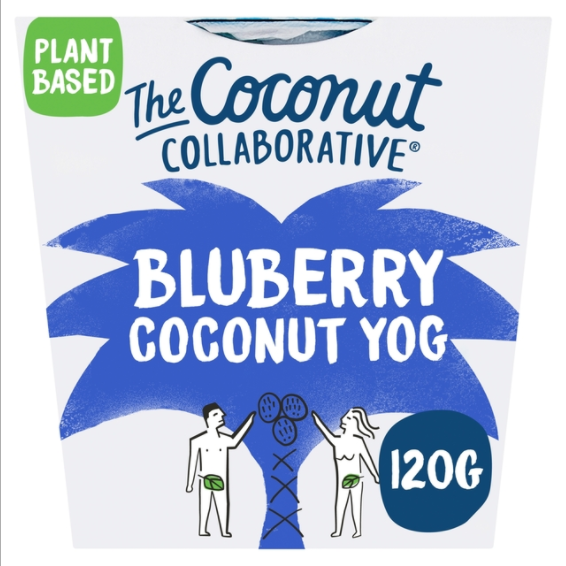 PLANT
BASED
The Coconut
COLLABORATIVE®
BLUBERRY
COCONUT YOG
120G